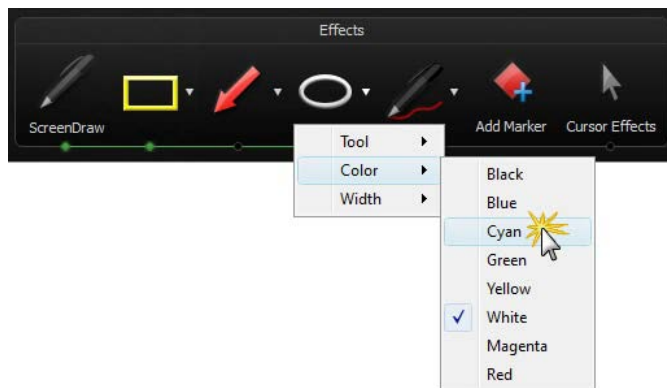 Effects
ScreenDraw
Add Marker
Cursor Effects
Tool
Color
Width
Black
Blue
Cyan
Green
Yellow
White
Magenta
Red